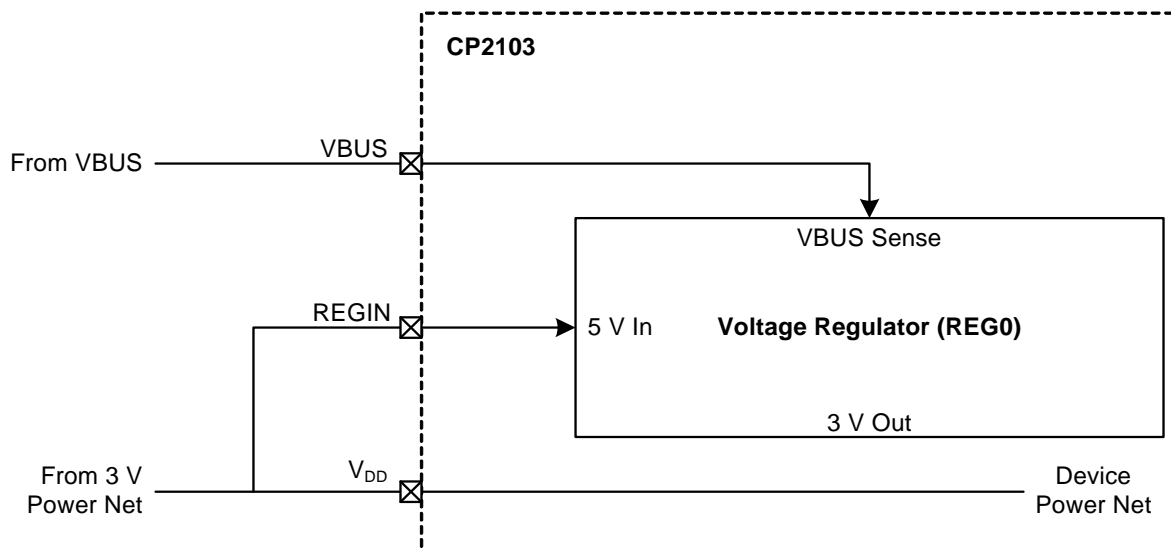 CP2103
From VBUS
VBUS
VBUS Sense
REGIN
5 V In
Voltage Regulator (REG0)
3 V Out
From 3 V
Power Net
VDD
Device
Power Net